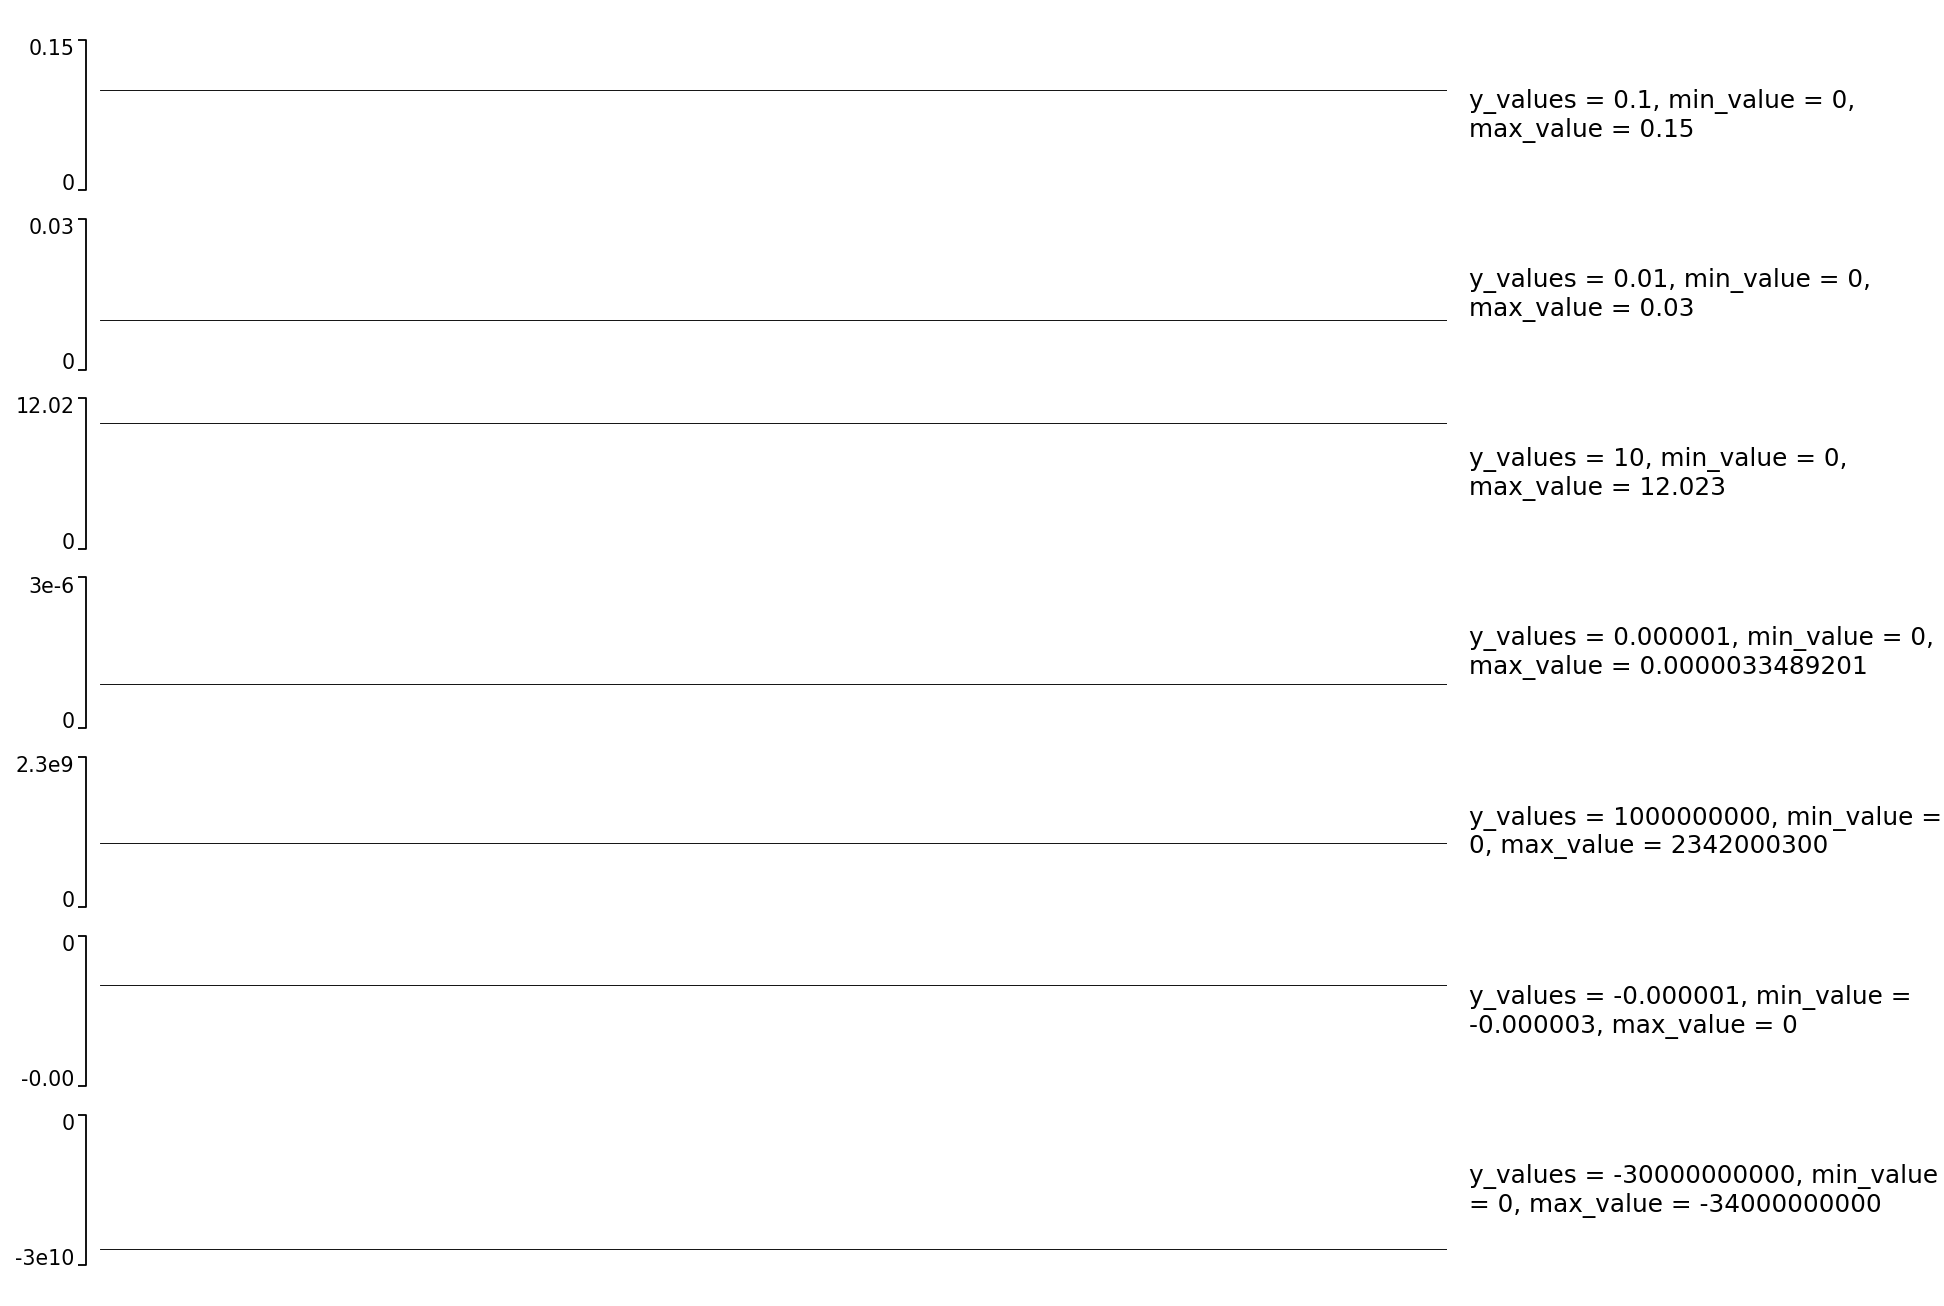 0.15
y_values = 0.1, min_value = 0,
max_value = 0.15
0
0.03
y_values = 0.01, min_value = 0,
max_value = 0.03
0
12.02
y_values = 10, min_value = 0,
max_value = 12.023
0
3e-6
y_values = 0.000001, min_value = 0,
max_value = 0.0000033489201
0
2.3e9
y_values = 1000000000, min_value =
0, max_value = 2342000300
0
0
y_values = -0.000001, min_value =
-0.000003, max_value = 0
-0.00
0
y_values = -30000000000, min_value
= 0, max_value = -34000000000
-3e10